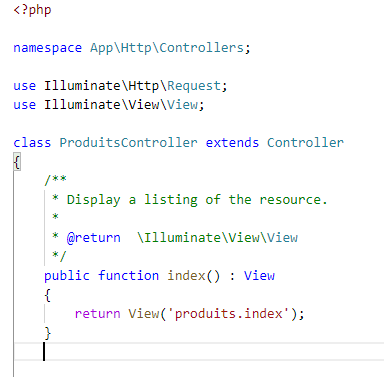 <?php
namespace App\Http\Controllers;
use Illuminate\Http\Request;
use Illuminate\View\View;
class ProduitsController extends Controller
{
/**
* Display a listing of the resource.
*
* @return  \Illuminate\View\View
*/
public function index() : View
{
return View('produits.index');
}